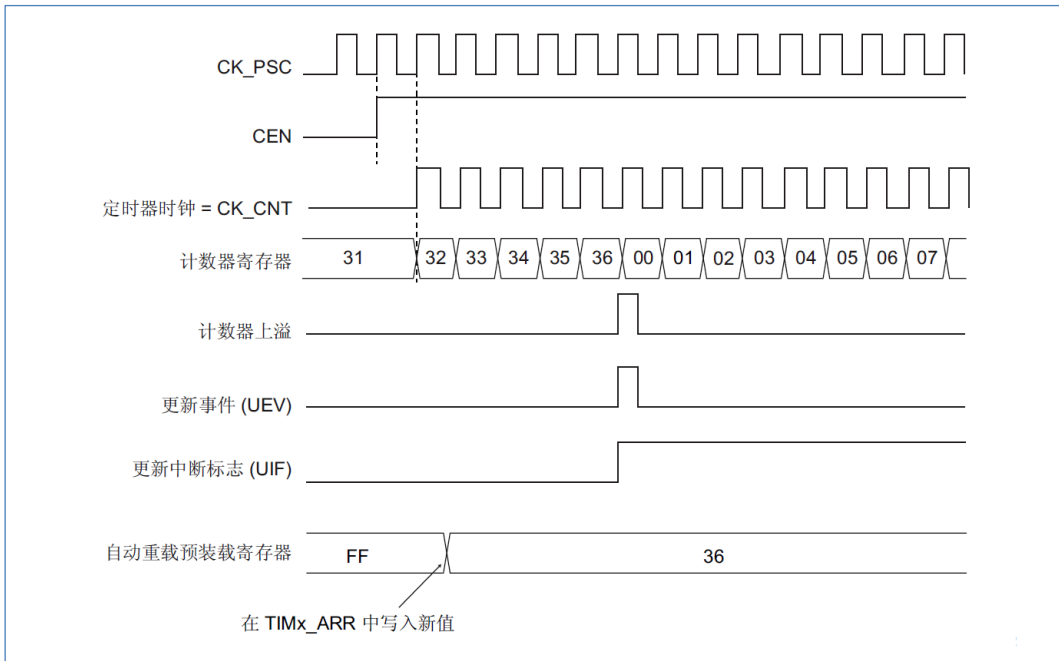 CK_PSC
CEN
定时器时钟 = CK_CNT
计数器寄存器 31 32 33 34 35 36 00 01 02 03 04 05 06 07
计数器上溢
更新事件 (UEV)
更新中断标志 (UIF)
自动重载预装载寄存器 FF 36
在 TIMx_ARR 中写入新值